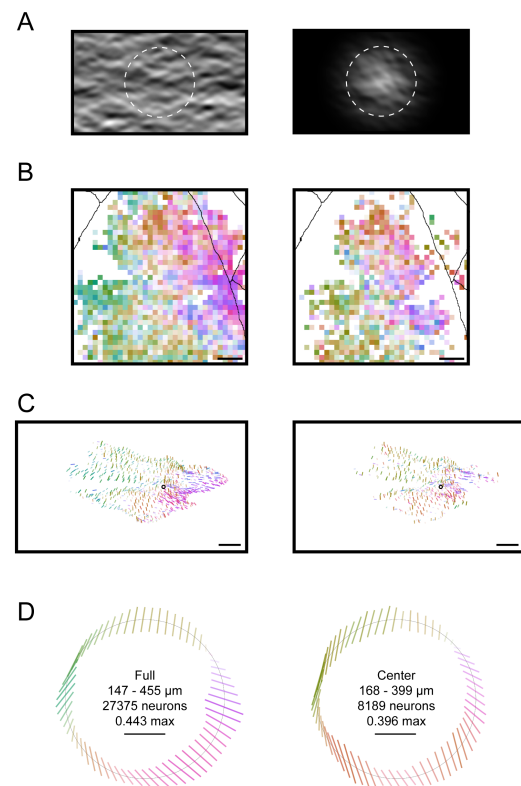 A
B
C
D
Full
147 - 455 µm
27375 neurons
0.443 max
Center
168 - 399 µm
8189 neurons
0.396 max